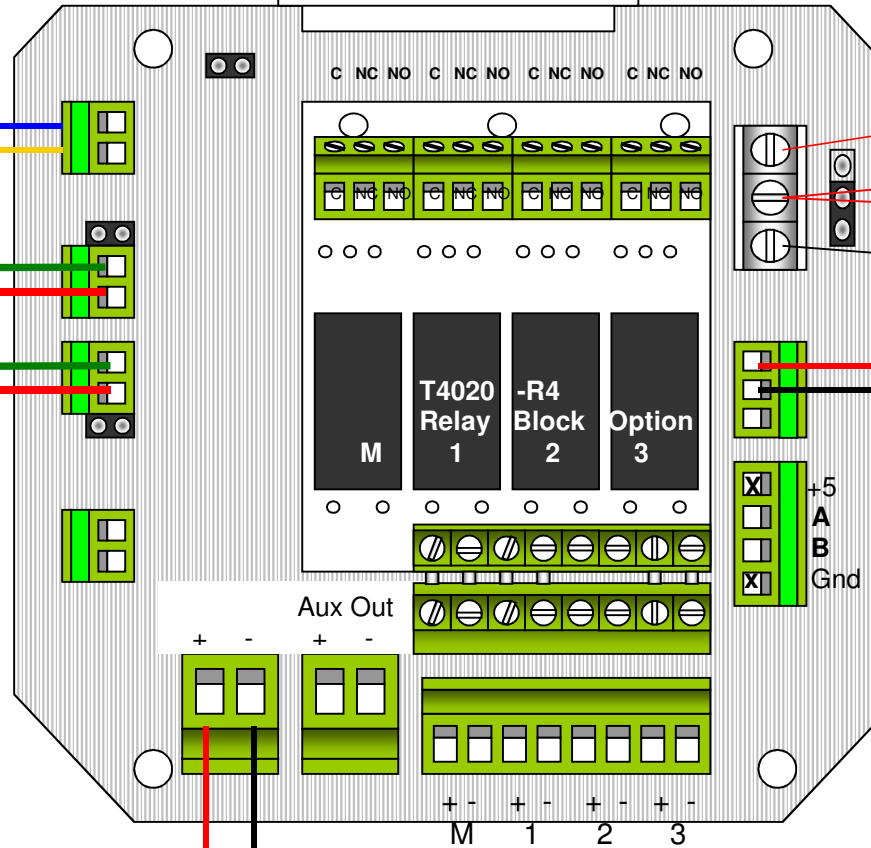 C NC NO C NC NO C NC NO C NC NO
C NC NO C NC NO C NC NO C NC NO
T4020 -R4
Relay Block Option
M 1 2 3
X +5
A
B
X Gnd
Aux Out
+ - + -
+ - + - + - + -
M 1 2 3